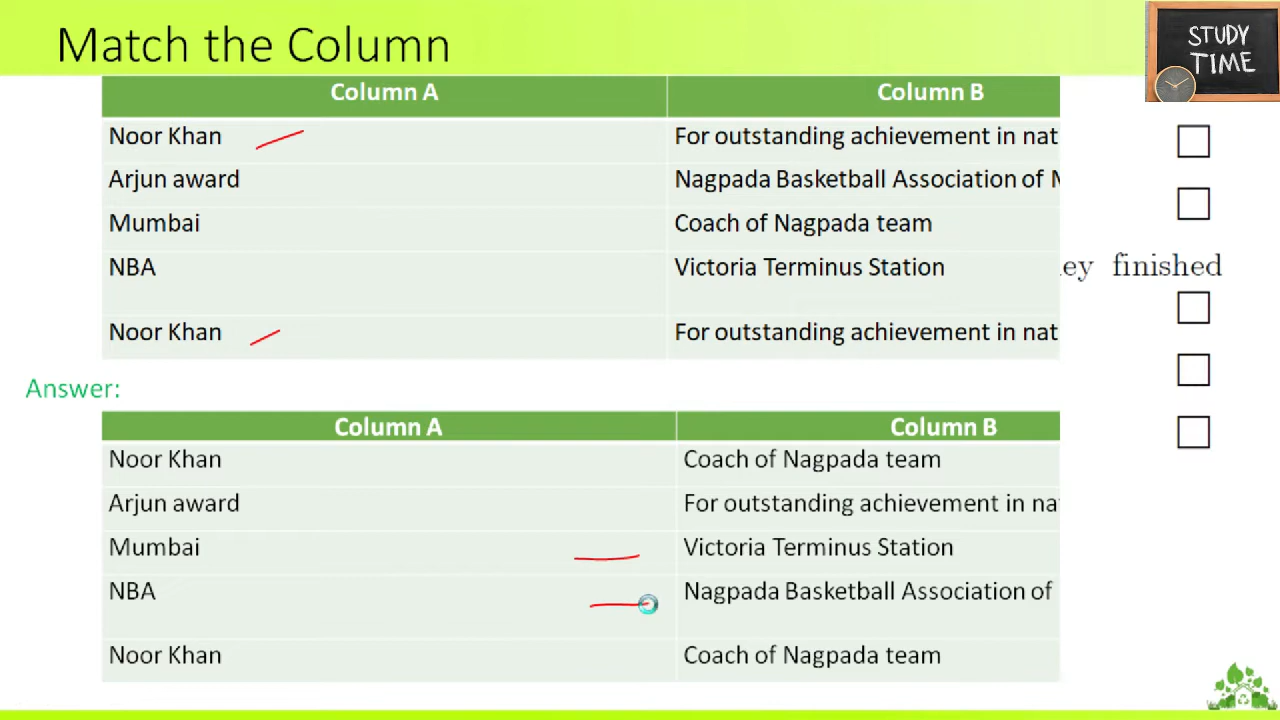 Match the Column
STUDY
TIME
Column A Column B
Noor Khan For outstanding achievement in nat
Arjun award Nagpada Basketball Association of
Mumbai Coach of Nagpada team
NBA Victoria Terminus Station
ey finished
Noor Khan For outstanding achievement in nat
Answer:
Column A Column B
Noor Khan Coach of Nagpada team
Arjun award For outstanding achievement in na
Mumbai Victoria Terminus Station
NBA Nagpada Basketball Association of
Noor Khan Coach of Nagpada team